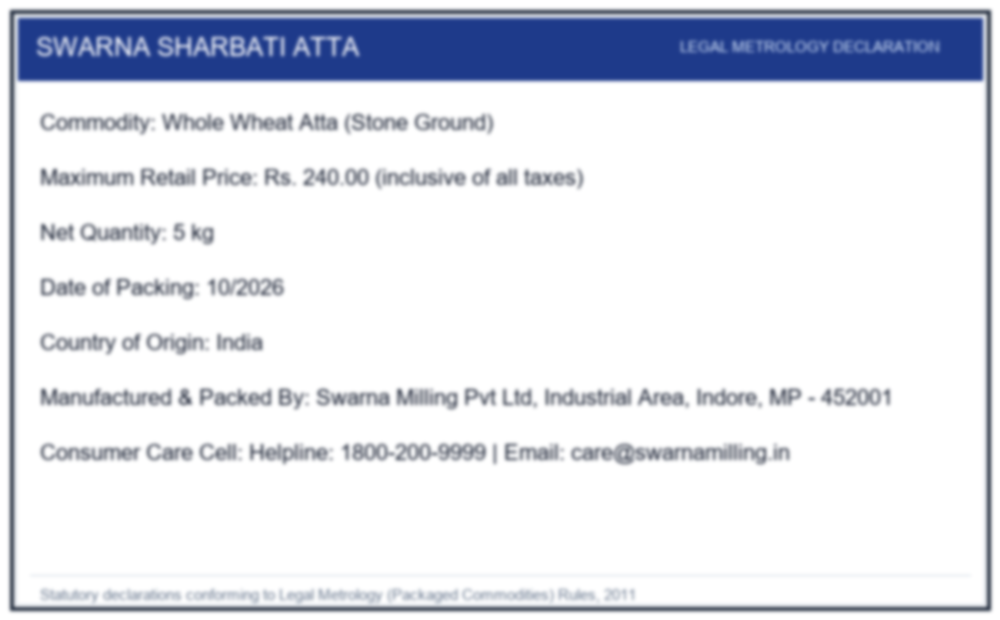 SWARNA SHARBATI ATTA
LEGAL METROLOGY DECLARATION
Commodity: Whole Wheat Atta (Stone Ground)
Maximum Retail Price: Rs. 240.00 (inclusive of all taxes)
Net Quantity: 5 kg
Date of Packing: 10/2026
Country of Origin: India
Manufactured & Packed By: Swarna Milling Pvt Ltd, Industrial Area, Indore, MP - 452001
Consumer Care Cell: Helpline: 1800-200-9999 | Email: care@swarnamilling.in
Statutory declarations conforming to Legal Metrology (Packaged Commodities) Rules, 2011